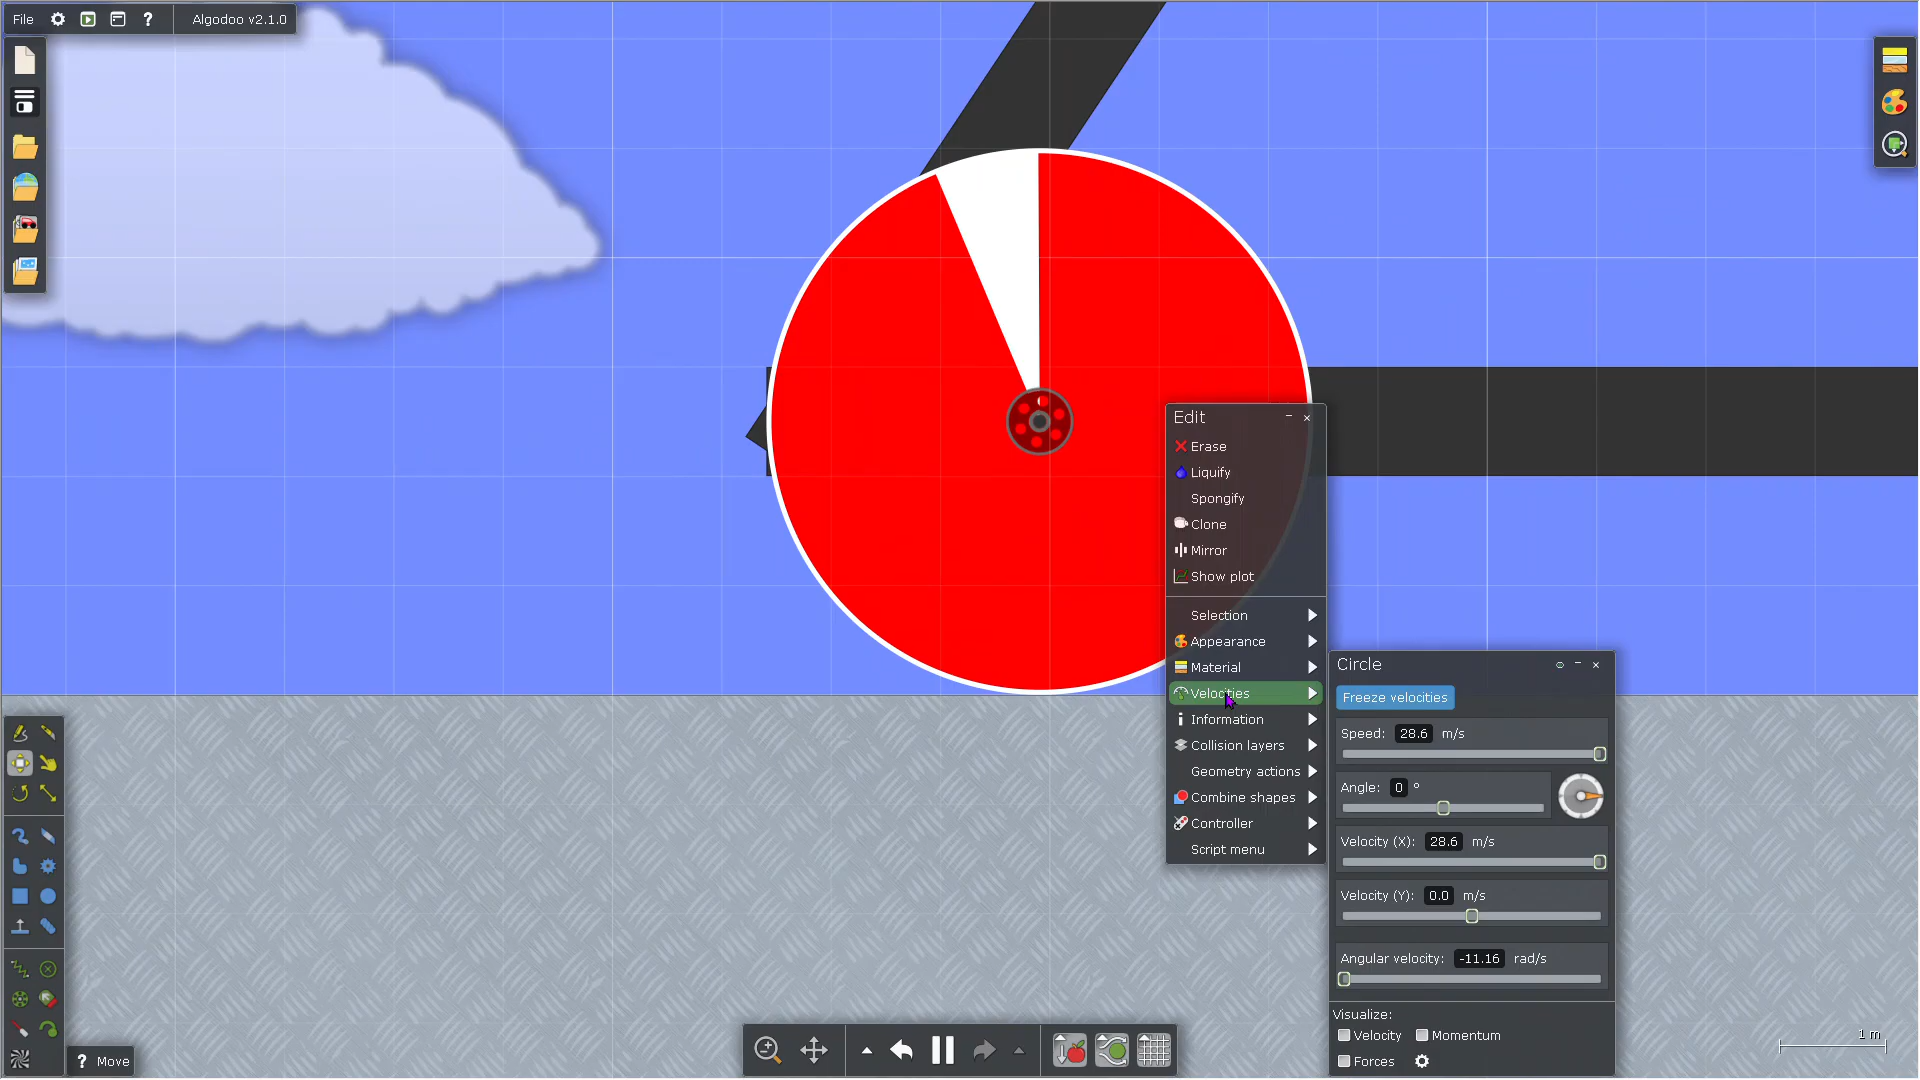 File
?
Algodoo v2.1.0
Edit
Erase
Liquify
Spongify
Clone
Mirror
Show plot
Selection
Appearance
Material
Velocities
Information
Collision layers
Geometry actions
Combine shapes
Controller
Script menu
Circle
Freeze velocities
Speed: 28.6 m/s
Angle: 0 °
Velocity (X): 28.6 m/s
Velocity (Y): 0.0 m/s
Angular velocity: -11.16 rad/s
Visualize:
Velocity Momentum
Forces
1 m
? Move